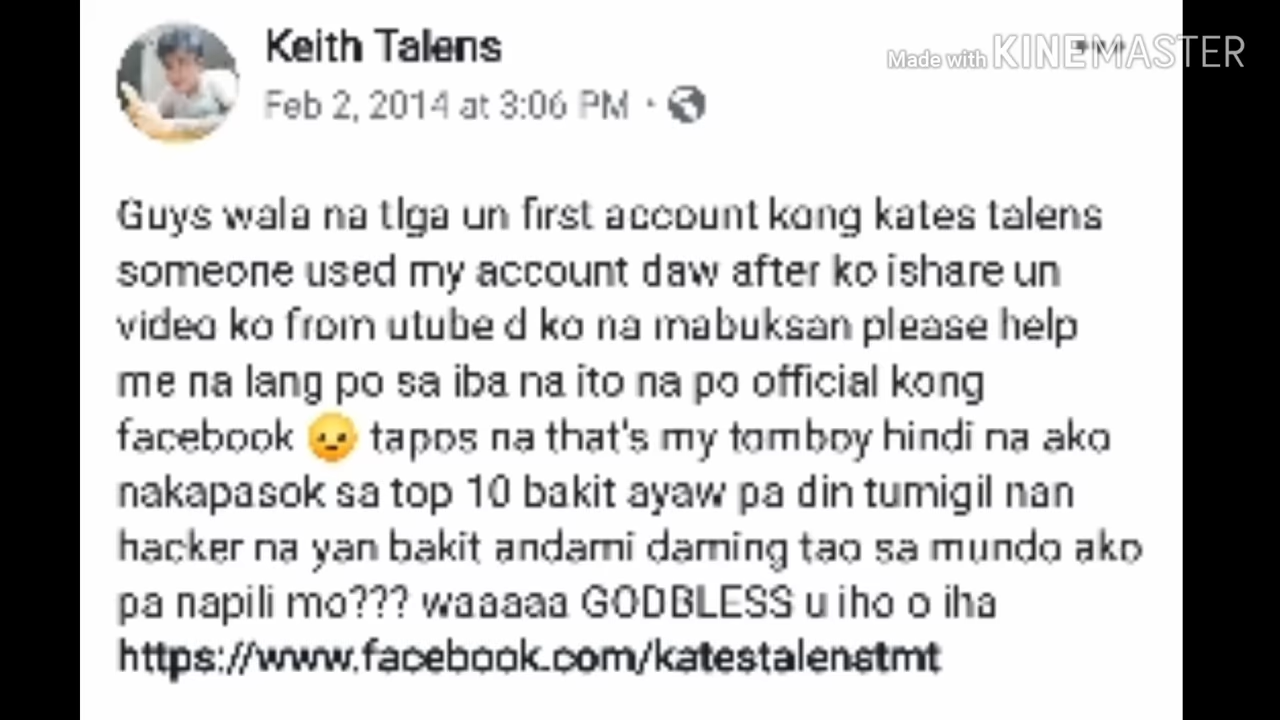 Keith Talens
Made with KINEMASTER
Feb 2, 2014 at 3:06 PM ·
Guys wala na tlga un first account kong kates talens
someone used my account daw after ko ishare un
video ko from utube d ko na mabuksan please help
me na lang po sa iba na ito na po official kong
facebook 😕 tapos na that's my tomboy hindi na ako
nakapasok sa top 10 bakit ayaw pa din tumigil nan
hacker na yan bakit andami daming tao sa mundo ako
pa napili mo??? waaaaa GODBLESS u iho o iha
https://www.facebook.com/katestalenstmt